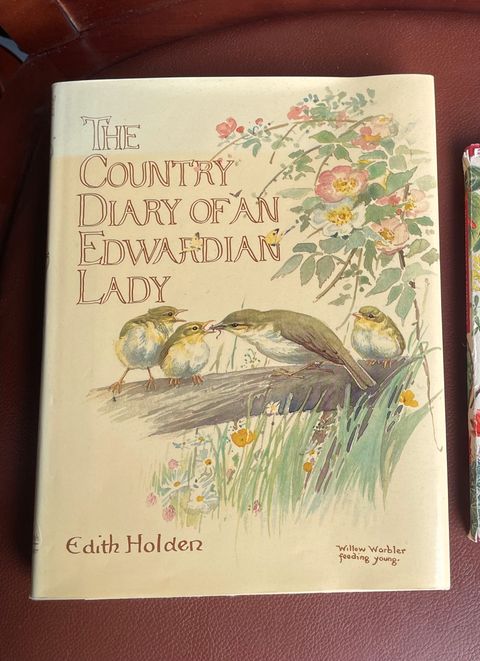 THE
COUNTRY
DIARY OF AN
EDWARDIAN
LADY
Edith Holden
Willow Warbler
feeding young.